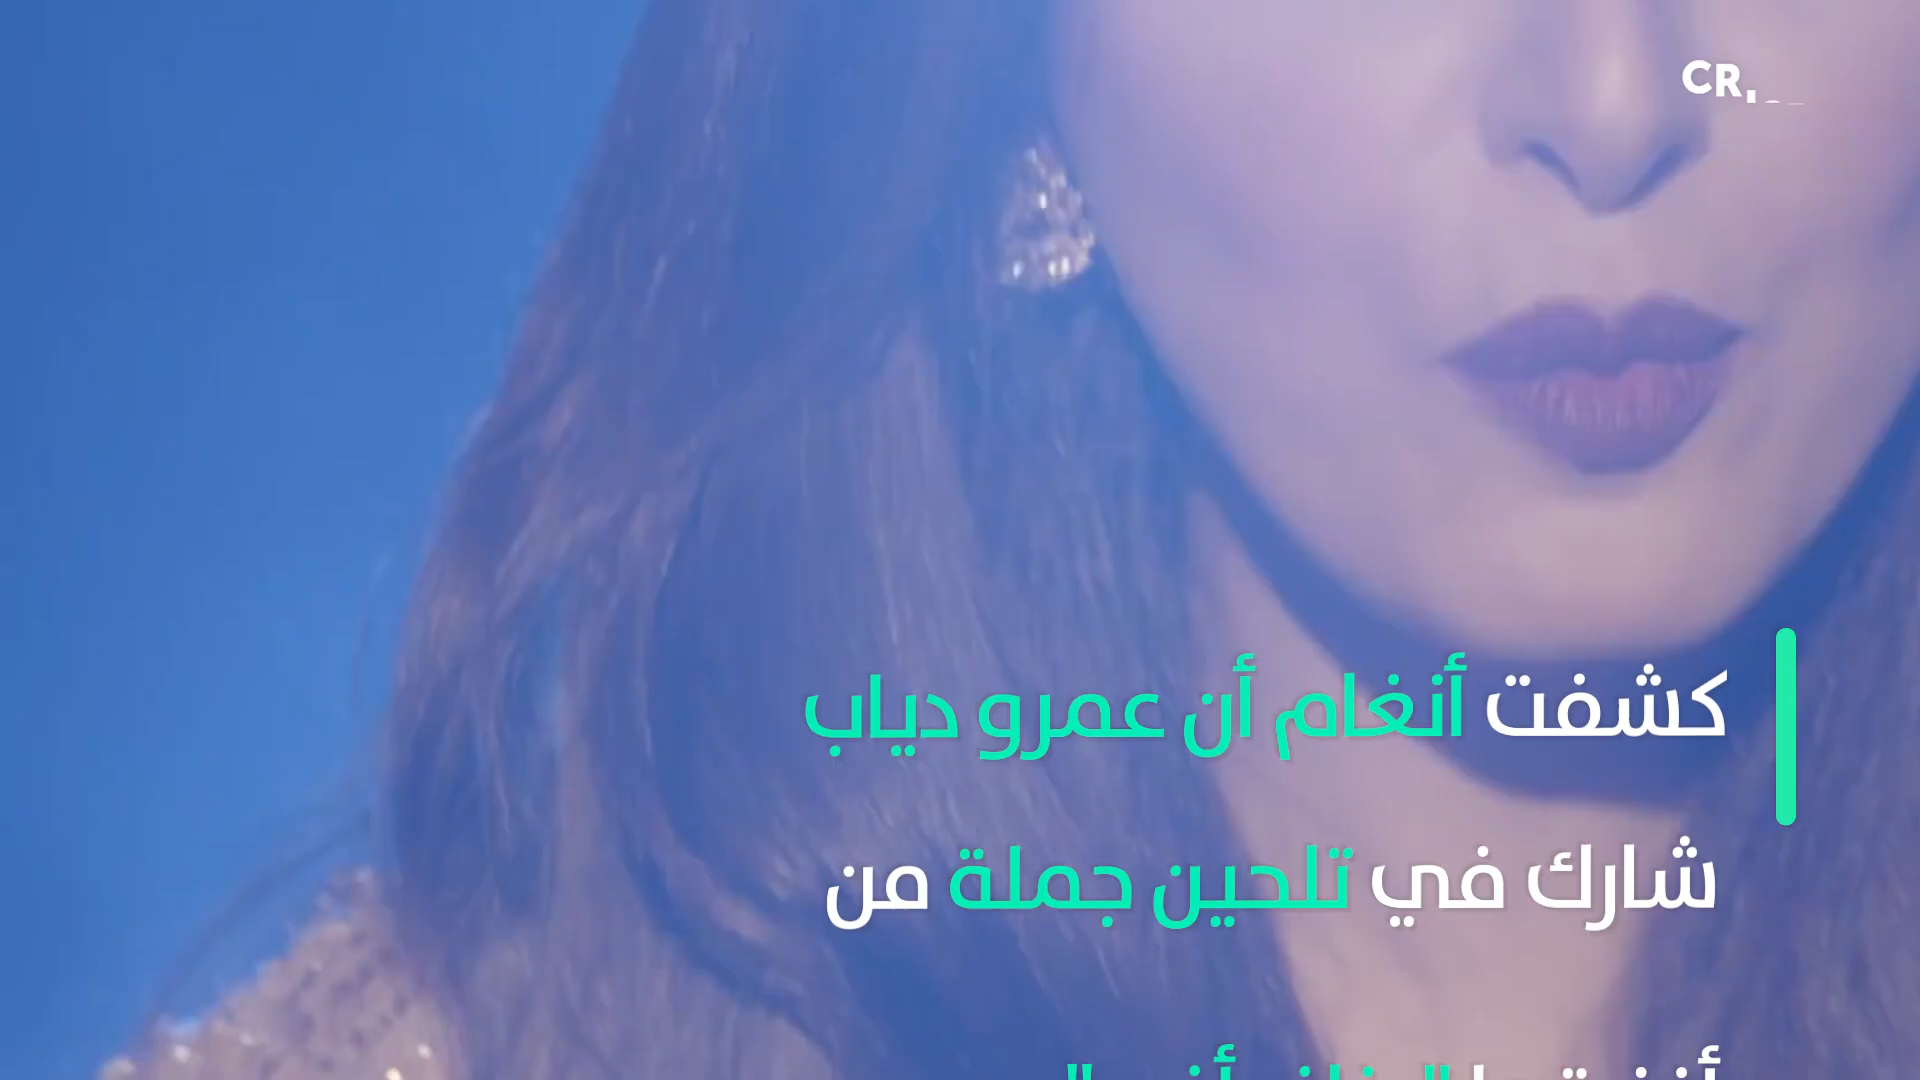 CR
كشفت أنغام أن عمرو دياب
شارك في تلحين جملة من